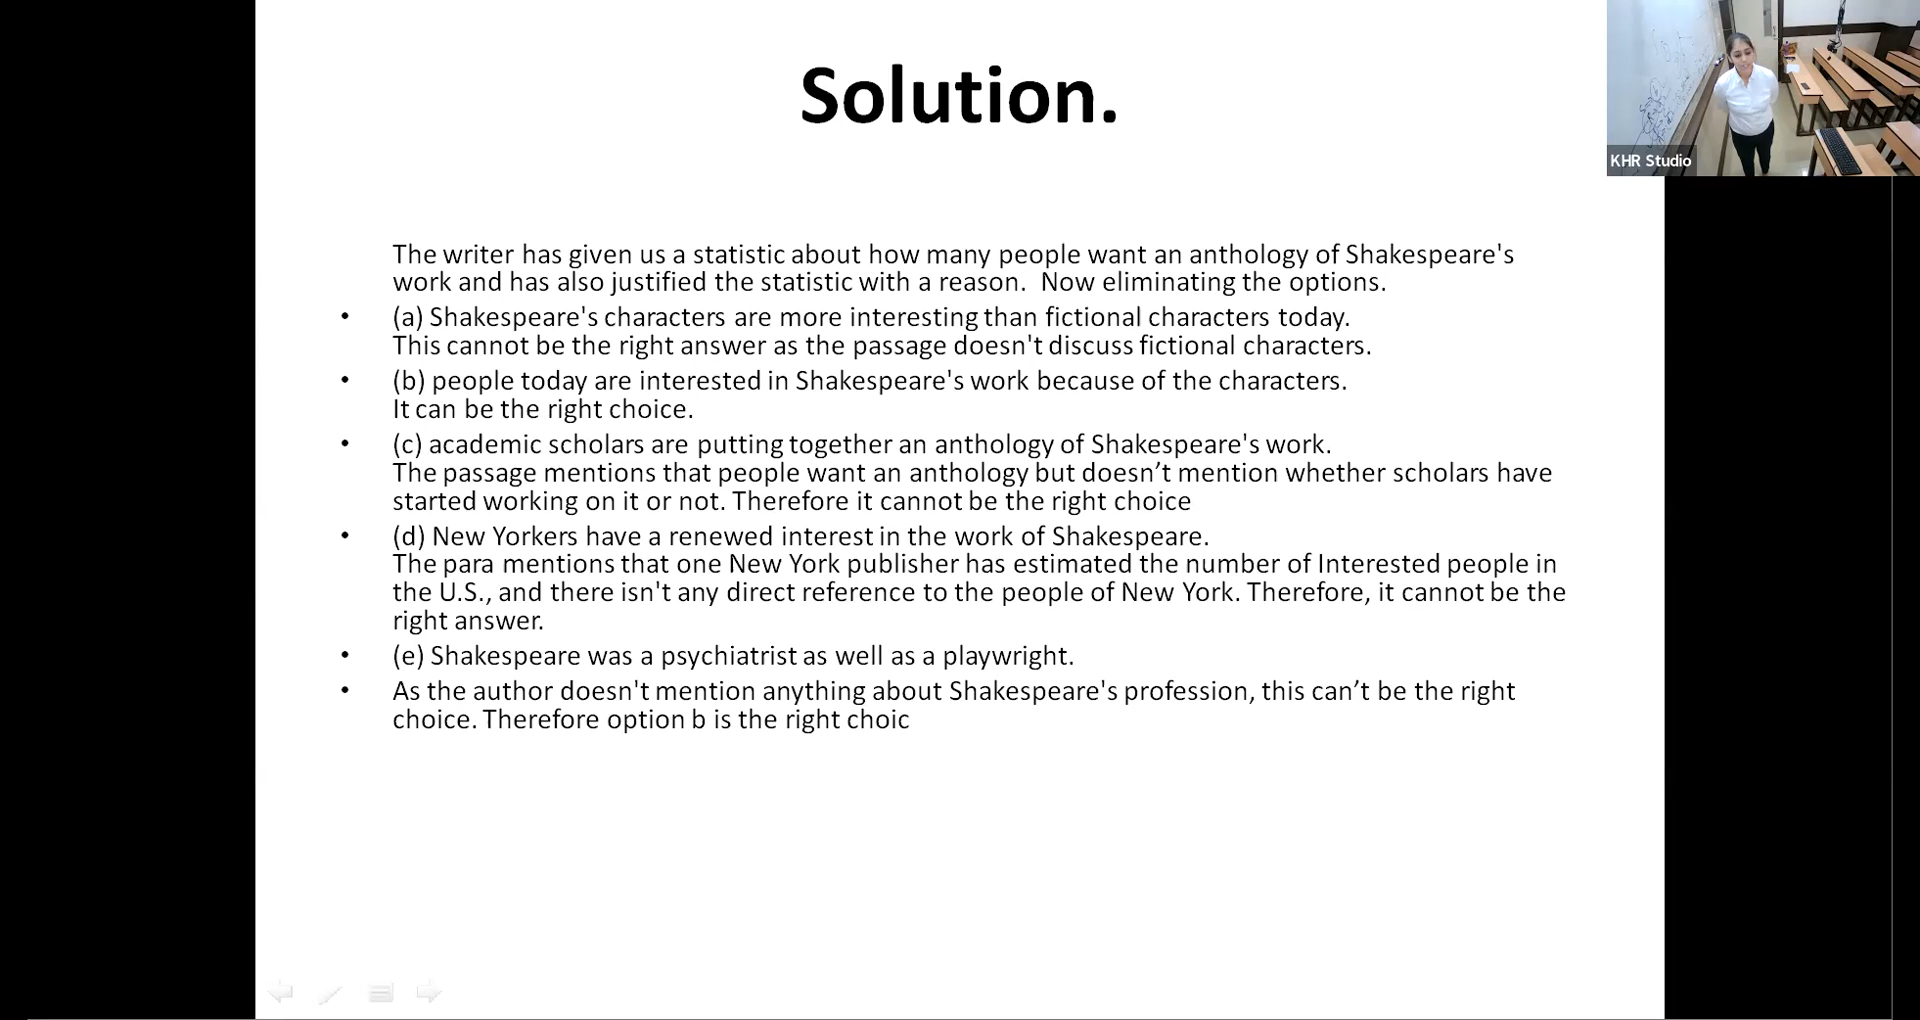 Solution.
KHR Studio
The writer has given us a statistic about how many people want an anthology of Shakespeare's
work and has also justified the statistic with a reason.  Now eliminating the options.
• (a) Shakespeare's characters are more interesting than fictional characters today.
This cannot be the right answer as the passage doesn't discuss fictional characters.
• (b) people today are interested in Shakespeare's work because of the characters.
It can be the right choice.
• (c) academic scholars are putting together an anthology of Shakespeare's work.
The passage mentions that people want an anthology but doesn’t mention whether scholars have
started working on it or not. Therefore it cannot be the right choice
• (d) New Yorkers have a renewed interest in the work of Shakespeare.
The para mentions that one New York publisher has estimated the number of Interested people in
the U.S., and there isn't any direct reference to the people of New York. Therefore, it cannot be the
right answer.
• (e) Shakespeare was a psychiatrist as well as a playwright.
• As the author doesn't mention anything about Shakespeare's profession, this can’t be the right
choice. Therefore option b is the right choic